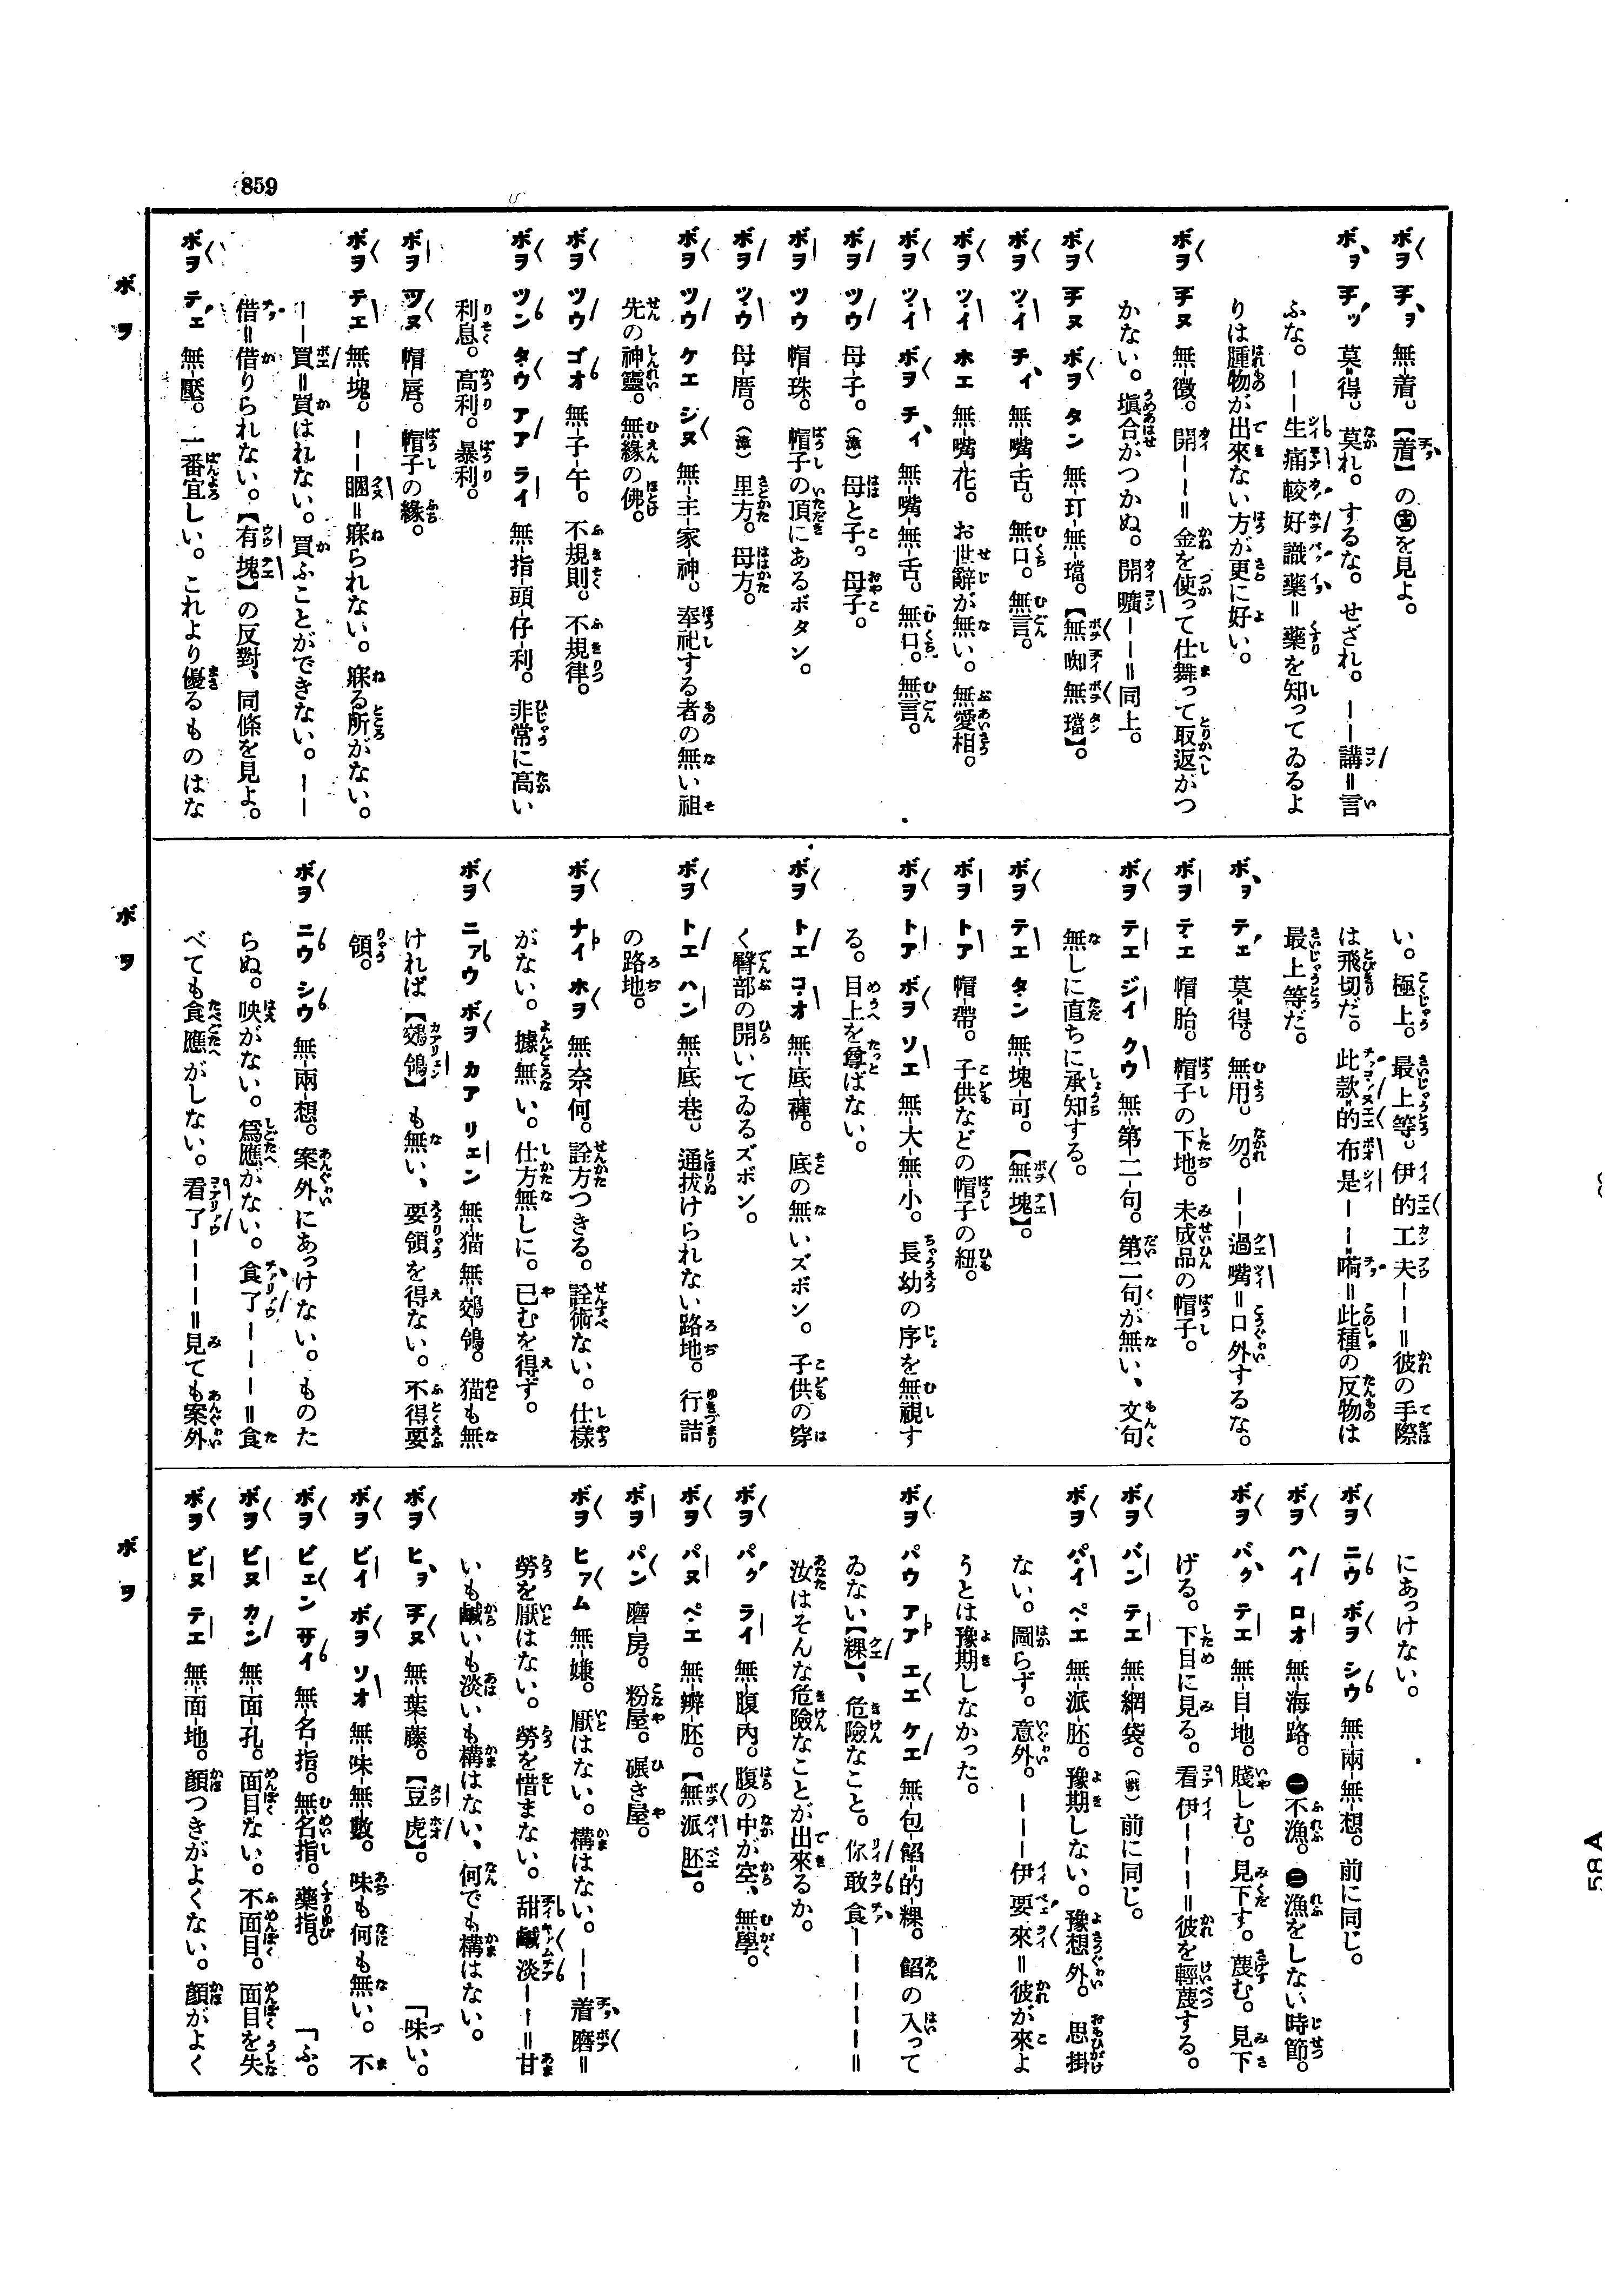 859
ボヲ チヲ 無-着。【着】の㐂を見よ。
ボヲ チッ 莫=得。莫れ。するな。せざれ。——講=言
ふな。——生痛較好識藥=藥を知ってゐるよ
りは腫物が出來ない方が更に好い。
ボヲ チヌ 無-徴。開——=金を使って仕舞って取返がつ
かない。塡合がつかぬ。開曠——=同上。
ボヲ チヌ ボヲ タン 無-玎-無-璫。【無呦無璫】。
ボヲ ツイ チィ 無-嘴-舌。無口。無言。
ボヲ ツイ ホエ 無-嘴-花。お世辭が無い。無愛相。
ボヲ ツイ ボヲ チィ 無-嘴-無-舌。無口。無言。
ボヲ ツウ 母-子。(漳)母と子。母子。
ボヲ ツウ 帽-珠。帽子の頂にあるボタン。
ボヲ ツウ 母-厝。(漳)里方。母方。
ボヲ ツウ ケエ シヌ 無-主-家-神。奉祀する者の無い祖
先の神靈。無緣の佛。
ボヲ ツウ ゴオ 無-子-午。不規則。不規律。
ボヲ ツン タウ アア ライ 無-指-頭-仔-利。非常に高い
利息。高利。暴利。
ボヲ ツヌ 帽-唇。帽子の緣。
ボヲ テエ 無-塊。——睏=寐られない。寐る所がない。
——買=買はれない。買ふことができない。——
借=借りられない。【有塊】の反對、同條を見よ。
ボヲ テェ 無-壓。一番宜しい。これより優るものはな
ボヲ
い。極上。最上等。伊的工夫——=彼の手際
は飛切だ。此款=的布是——=嗬=此種の反物は
最上等だ。
ボヲ テェ 莫=得。無用。勿。——過嘴=口外するな。
ボヲ テエ 帽-胎。帽子の下地。未成品の帽子。
ボヲ テエ ジイ クウ 無-第-二-句。第二句が無い、文句
無しに直ちに承知する。
ボヲ テエ タン 無-塊-可。【無塊】。
ボヲ トア 帽-帶。子供などの帽子の紐。
ボヲ トア ボヲ ソエ 無-大-無-小。長幼の序を無視す
る。目上を尊ばない。
ボヲ トエ コオ 無-底-褲。底の無いズボン。子供の穿
く臀部の開いてゐるズボン。
ボヲ トエ ハン 無-底-巷。通拔けられない路地。行詰
の路地。
ボヲ ナイ ホヲ 無-奈-何。詮方つきる。詮術ない。仕樣
がない。據無い。仕方無しに。已むを得ず。
ボヲ ニアウ ボヲ カア リェン 無-猫 無-鵁-鴒。猫も無
ければ【鵁鴒】も無い、要領を得ない。不得要
領。
ボヲ ニウ シウ 無-兩-想。案外にあっけない。ものた
らぬ。映がない。爲應がない。食了———=食
べても食應がしない。看了———=見ても案外
ボヲ
にあっけない。
ボヲ ニウ ボヲ シウ 無-兩-無-想。前に同じ。
ボヲ ハイ ロオ 無-海-路。㊀不漁。㊁漁をしない時節。
ボヲ バク テエ 無-目-地。賤しむ。見下す。蔑む。見下
げる。下目に見る。看伊———=彼を輕蔑する。
ボヲ バン テエ 無-網-袋。(戲)前に同じ。
ボヲ パイ ペエ 無-派-胚。豫期しない。豫想外。思掛
ない。圖らず。意外。———伊要來=彼が來よ
うとは豫期しなかった。
ボヲ パウ アア エエ ケエ 無-包-餡=的-粿。餡の入って
ゐない【粿】、危險なこと。你敢食—————=
汝はそんな危險なことが出來るか。
ボヲ パク ライ 無-腹-內。腹の中が空、無學。
ボヲ パヌ ペエ 無-辨-胚。【無派胚】。
ボヲ パン 磨-房。粉屋。碾き屋。
ボヲ ヒァム 無-嫌。厭はない。構はない。——着磨=
勞を厭はない。勞を惜まない。甜鹹淡——=甘
いも鹹いも淡いも構はない、何でも構はない。
ボヲ ヒヲ チヌ 無-葉-藤。【豆虎】。 「味い。
ボヲ ビイ ボヲ ソオ 無-味-無-數。味も何も無い。不
ボヲ ビェン ザイ 無-名-指。無名指。藥指。 「ふ。
ボヲ ビヌ カン 無-面-孔。面目ない。不面目。面目を失
ボヲ ビヌ テエ 無-面-地。顏つきがよくない。顏がよく
ボヲ
58A